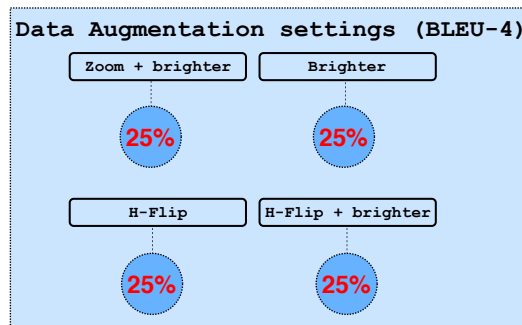 Data Augmentation settings (BLEU-4)
Zoom + brighter
Brighter
25%
25%
H-Flip
H-Flip + brighter
25%
25%